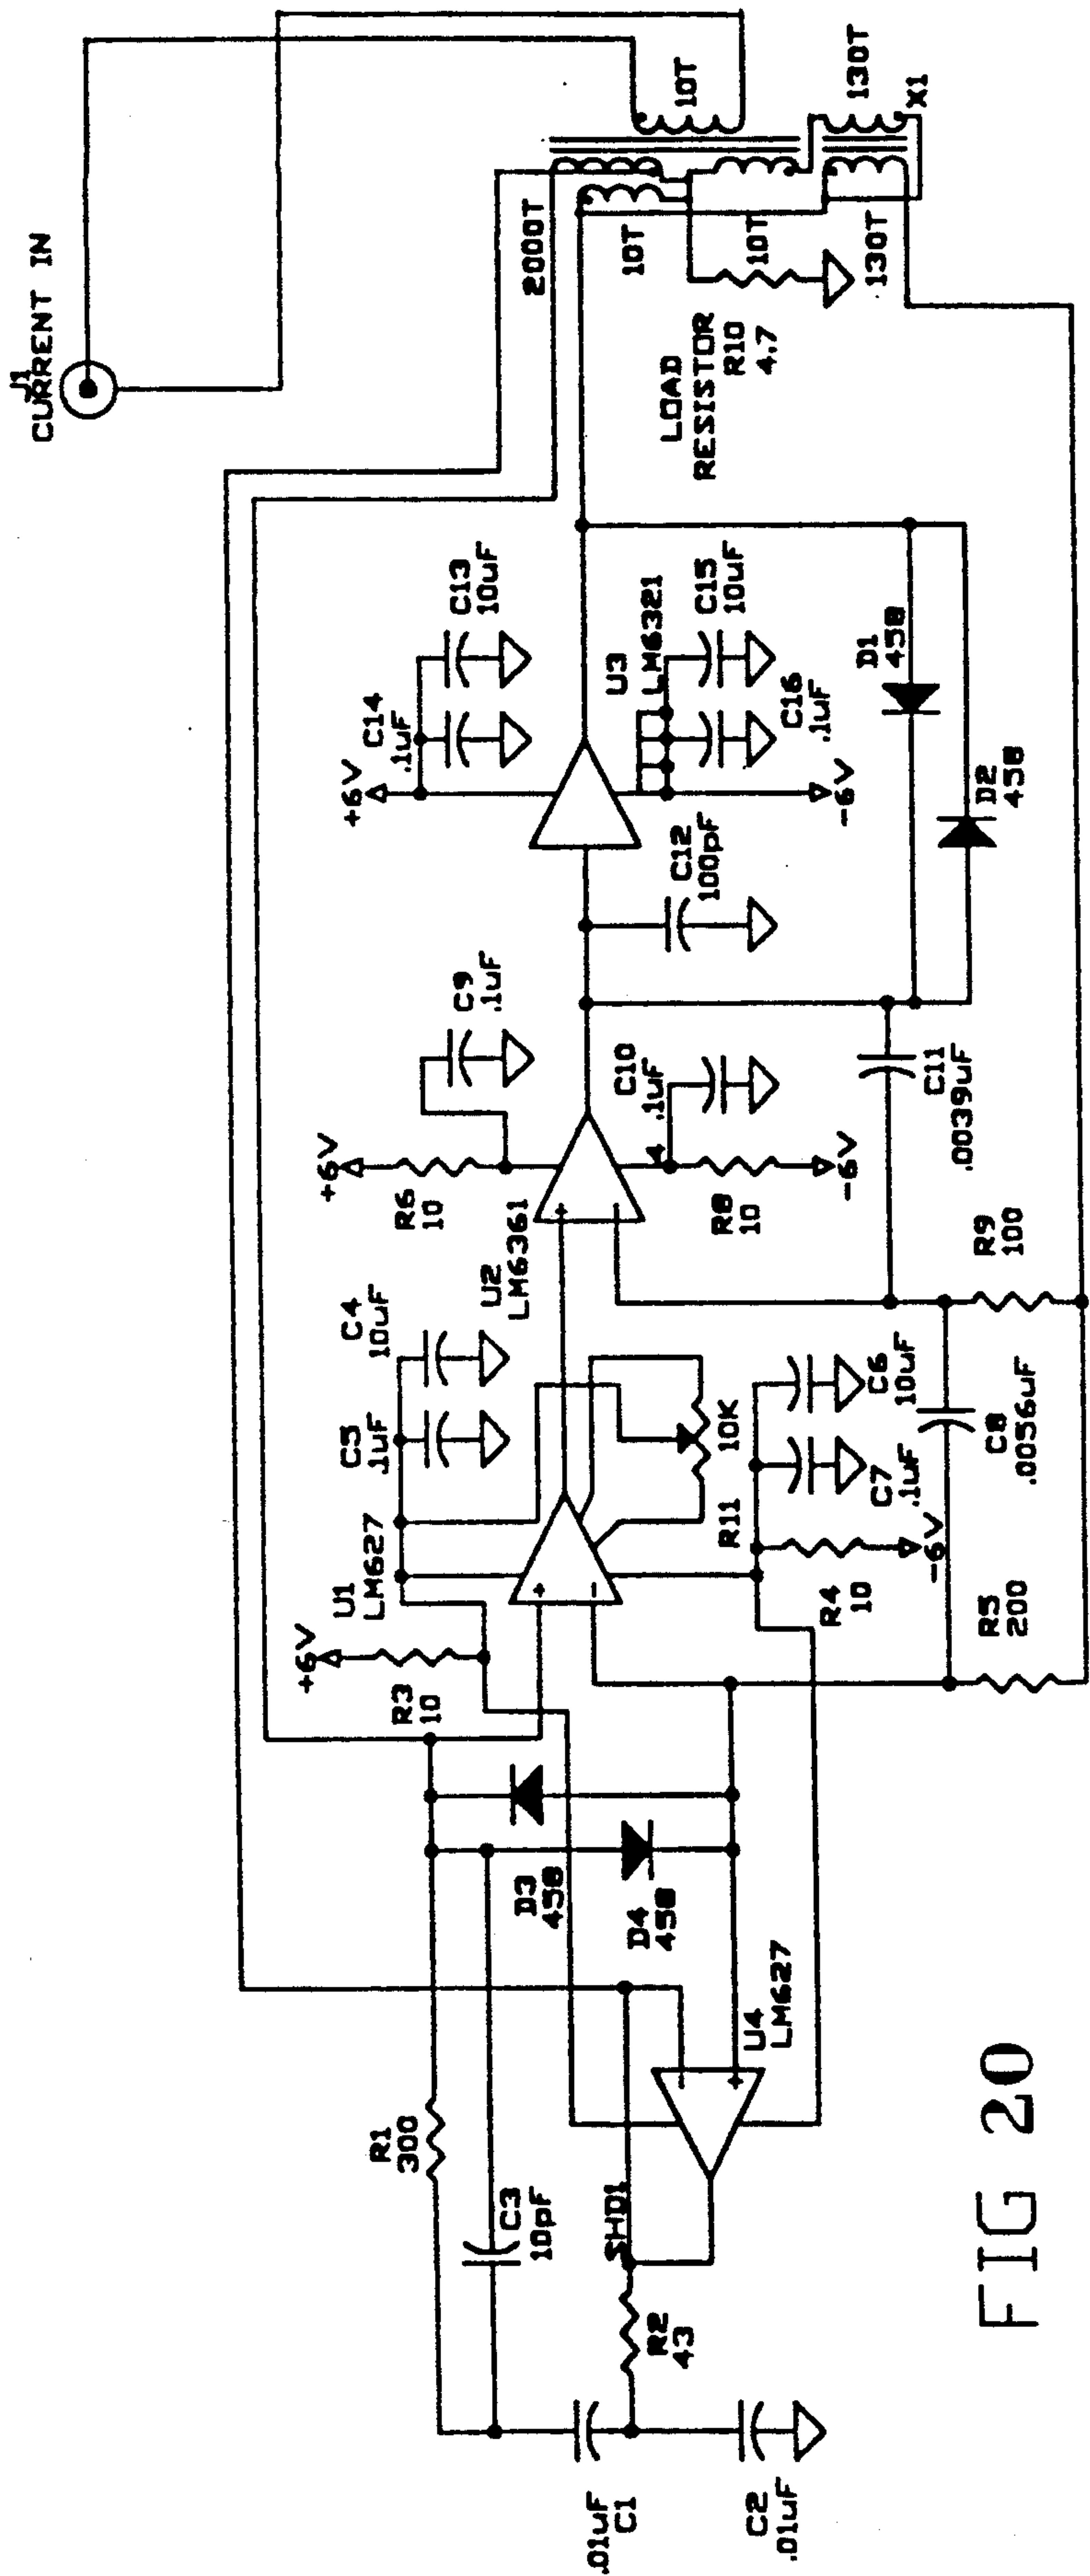 J1
CURRENT IN
2000T
10T
10T
10T
130T
130T
X1
LOAD
RESISTOR
R10
4.7
+6V
C14
.1uF
C13
10uF
U3
LM6321
C15
10uF
C16
.1uF
-6V
C12
100pF
D1
458
D2
458
+6V
R6
10
C9
.1uF
U2
LM6361
+
-
4
C10
.1uF
R8
10
-6V
C11
.0039uF
R9
100
C4
10uF
C5
.1uF
U1
LM627
+
-
10K
R11
C6
10uF
C7
.1uF
R4
10
-6V
C8
.0056uF
R5
200
+6V
R3
10
D3
458
D4
458
U4
LM627
-
+
R1
300
C3
10pF
SHD1
R2
43
.01uF
C1
C2
.01uF
FIG 20